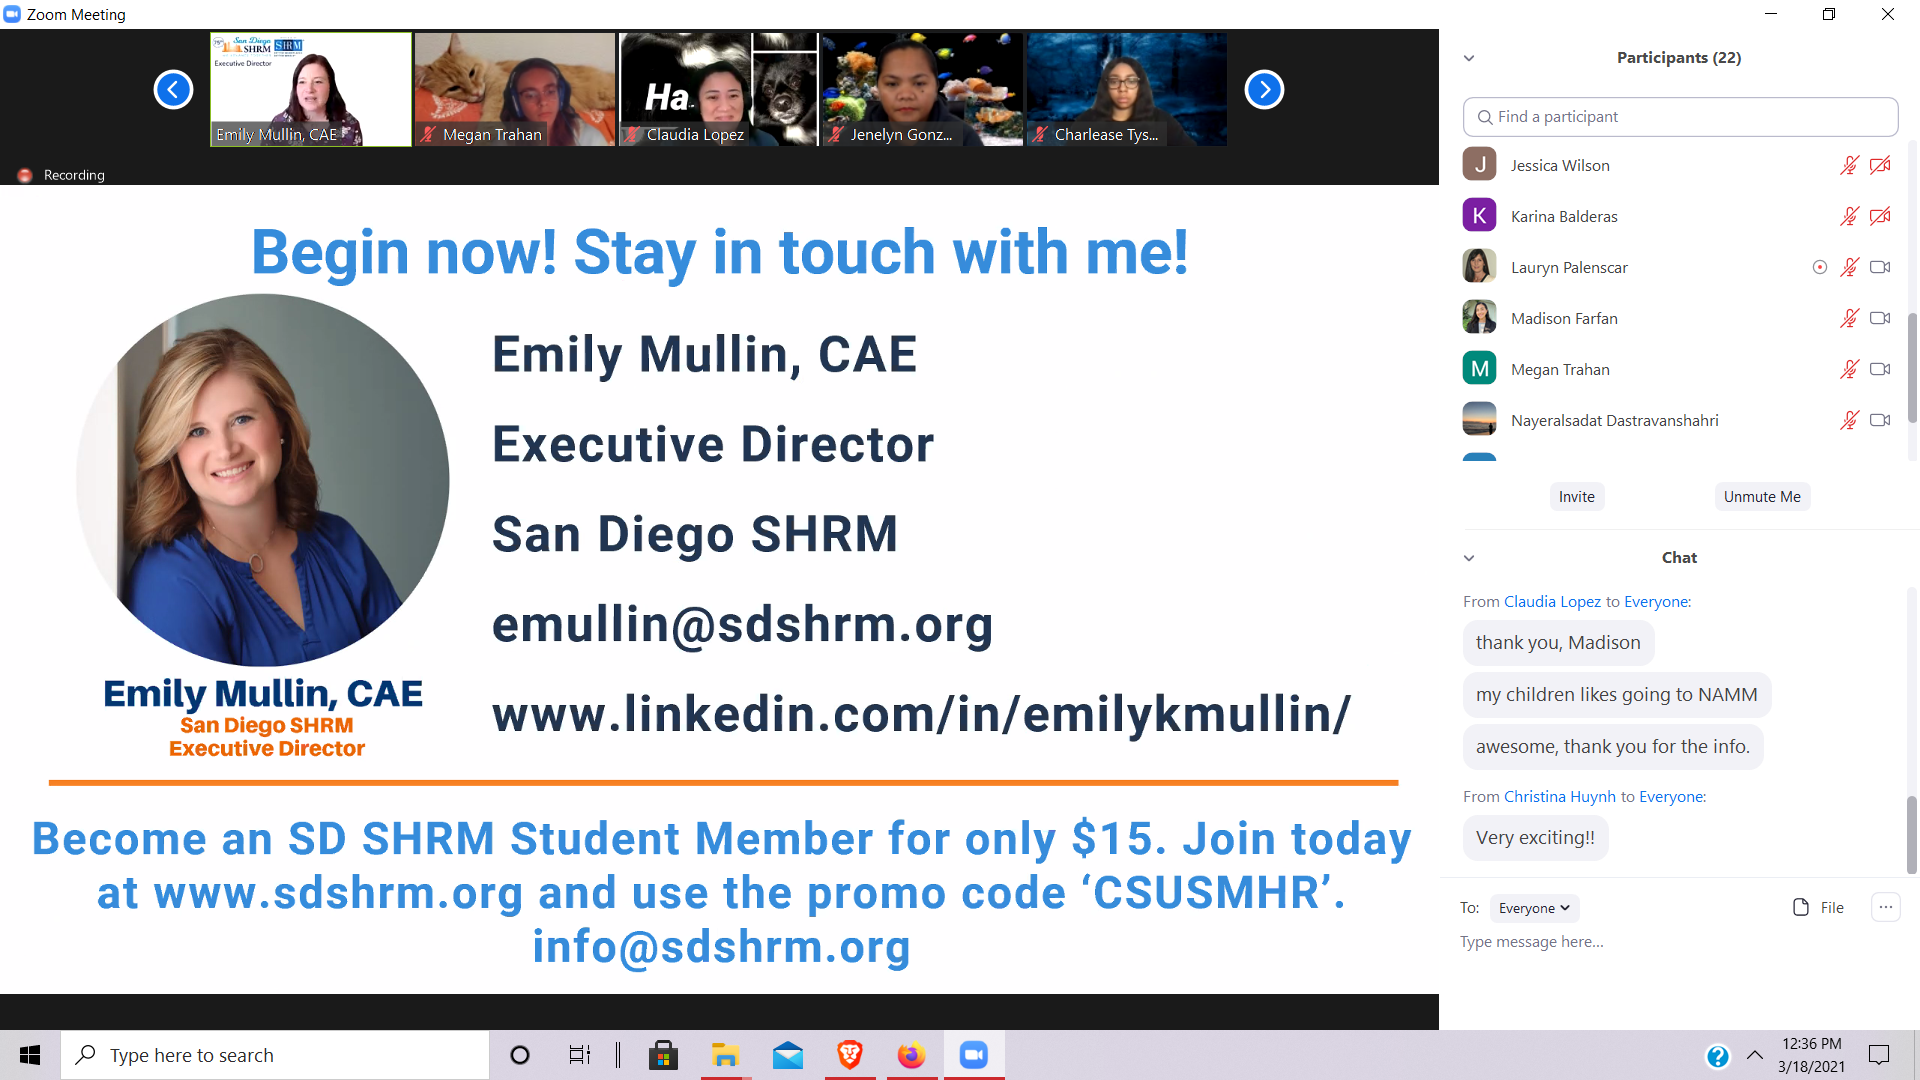 Zoom Meeting
San Diego
SHRM
SHRM
Executive Director
Emily Mullin, CAE
Megan Trahan
Ha
Claudia Lopez
Jenelyn Gonz...
Charlease Tys...
Recording
Begin now! Stay in touch with me!
Emily Mullin, CAE
Executive Director
San Diego SHRM
emullin@sdshrm.org
www.linkedin.com/in/emilykmullin/
Emily Mullin, CAE
San Diego SHRM
Executive Director
Become an SD SHRM Student Member for only $15. Join today
at www.sdshrm.org and use the promo code ‘CSUSMHR’.
info@sdshrm.org
Participants (22)
Find a participant
J Jessica Wilson
K Karina Balderas
Lauryn Palenscar
Madison Farfan
M Megan Trahan
Nayeralsadat Dastravanshahri
Invite Unmute Me
Chat
From Claudia Lopez to Everyone:
thank you, Madison
my children likes going to NAMM
awesome, thank you for the info.
From Christina Huynh to Everyone:
Very exciting!!
To: Everyone File
Type message here...
Type here to search
12:36 PM
3/18/2021